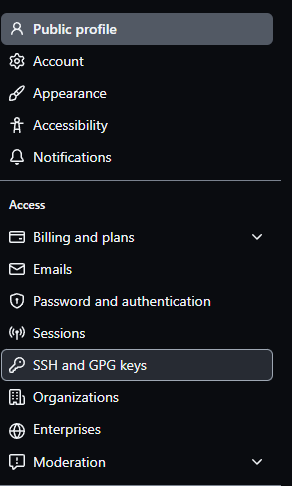 Public profile
Account
Appearance
Accessibility
Notifications
Access
Billing and plans
Emails
Password and authentication
Sessions
SSH and GPG keys
Organizations
Enterprises
Moderation